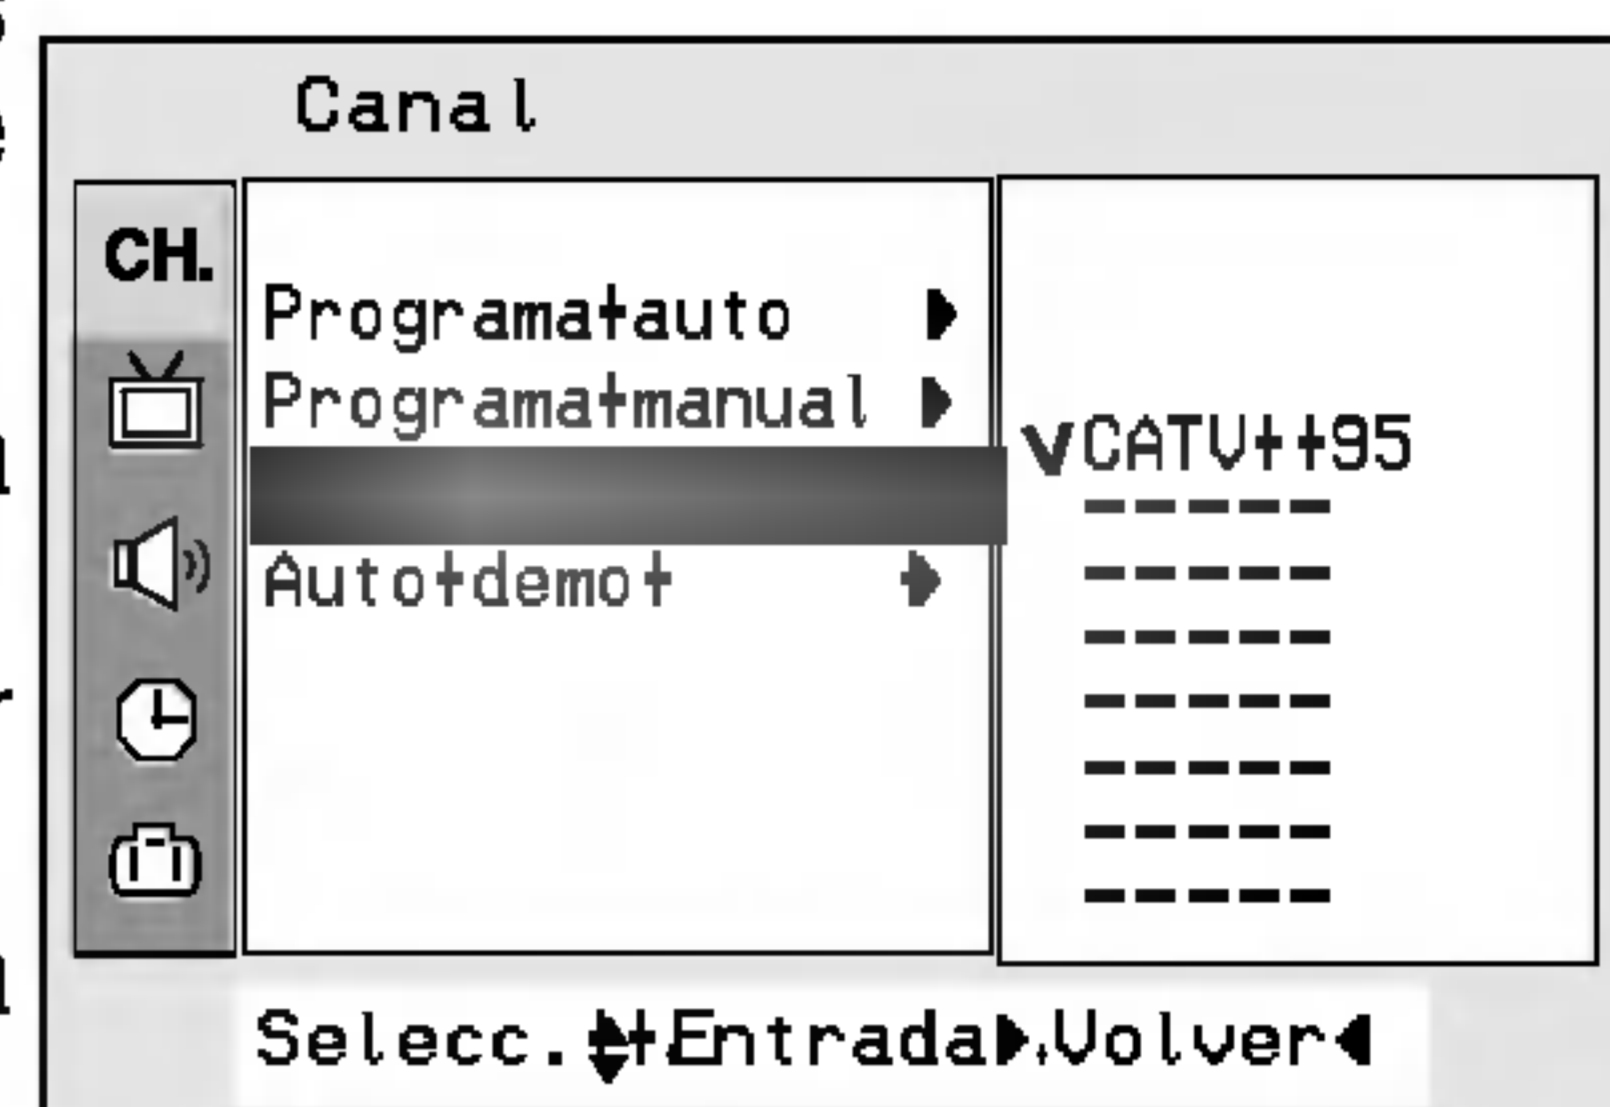 Canal
CH.
Programa†auto
Programa†manual
Auto†demo†
vCATV††95
-----
-----
-----
-----
-----
-----
-----
Selecc. Entrada Volver